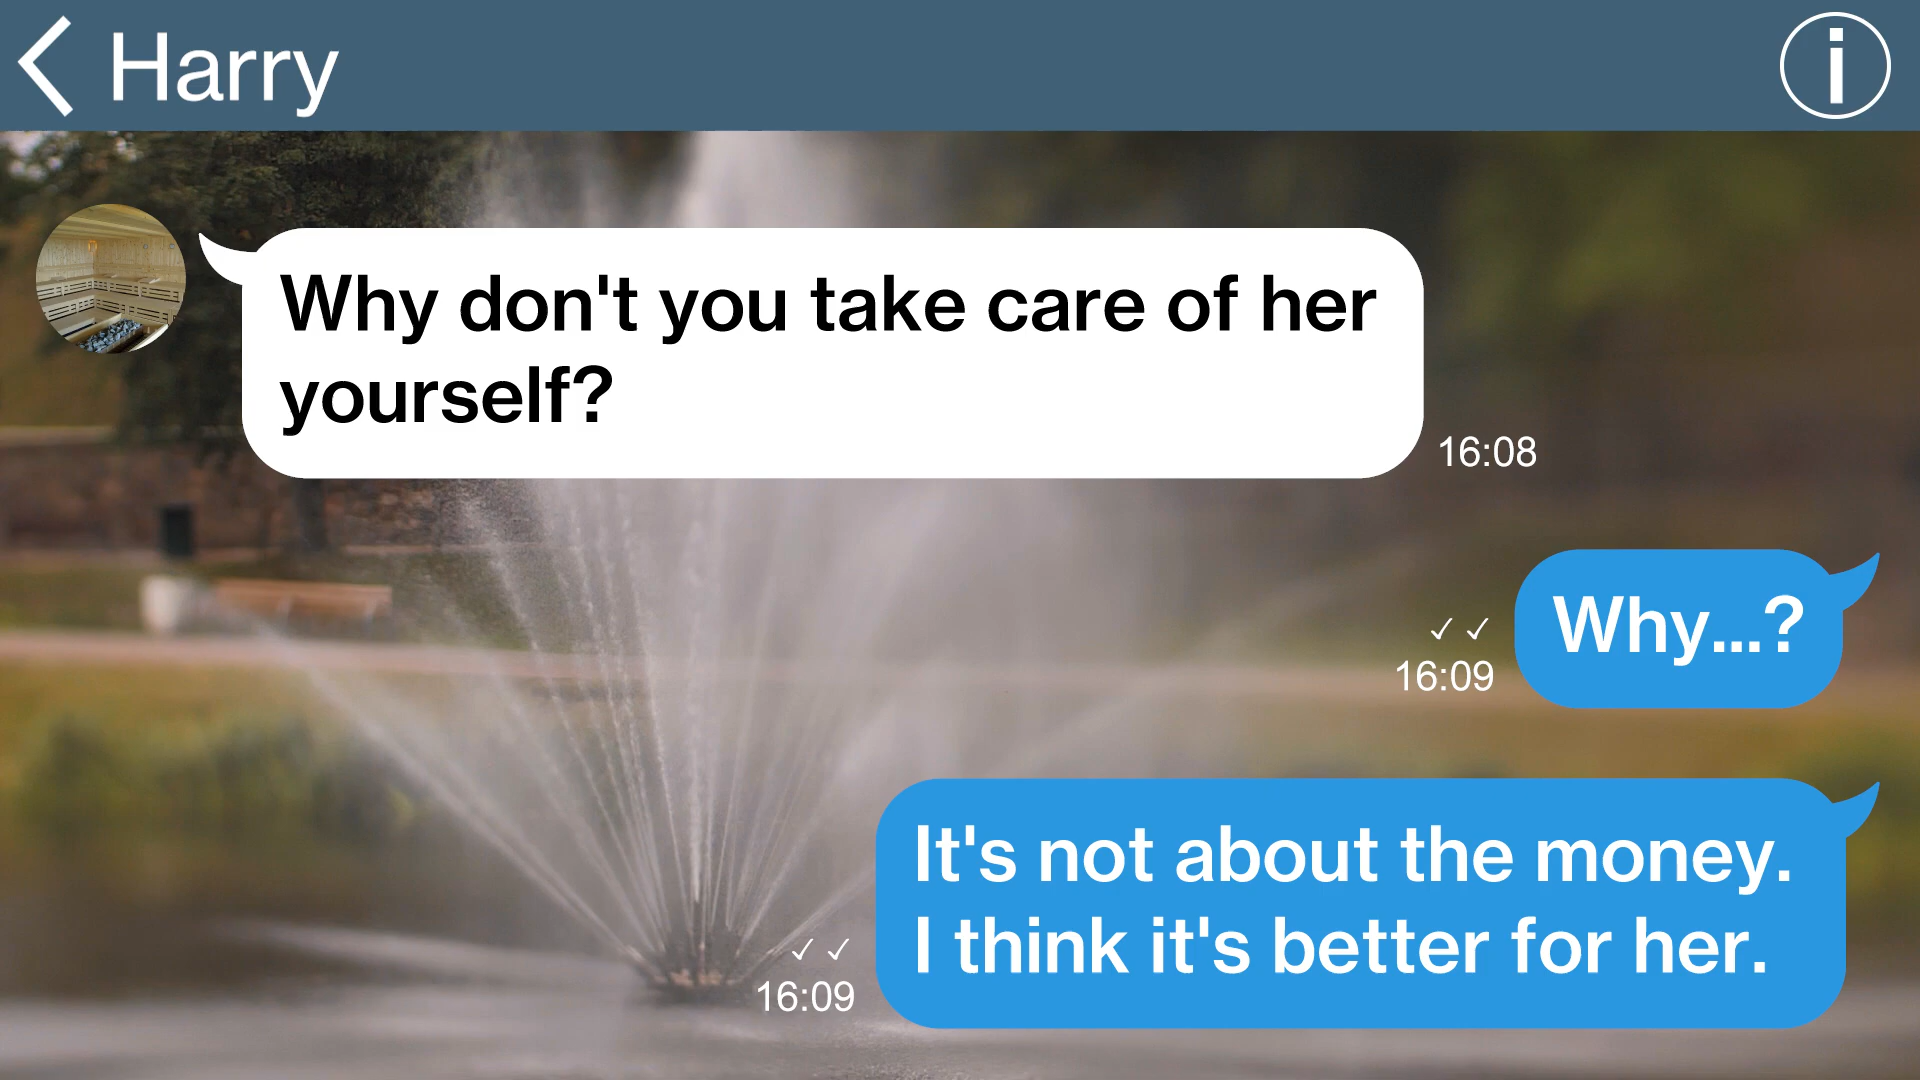 Harry
Why don't you take care of her
yourself?
16:08
Why...?
16:09
It's not about the money.
I think it's better for her.
16:09